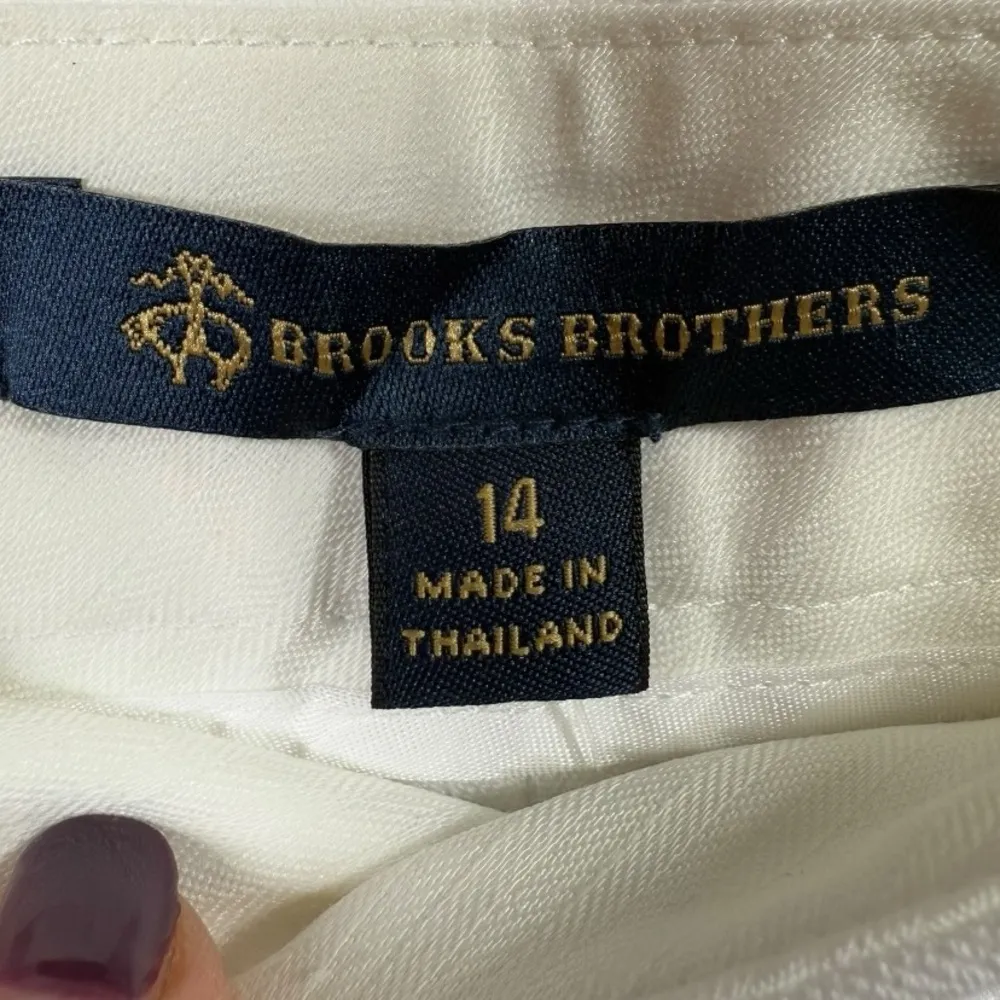 BROOKS BROTHERS
14
MADE IN
THAILAND